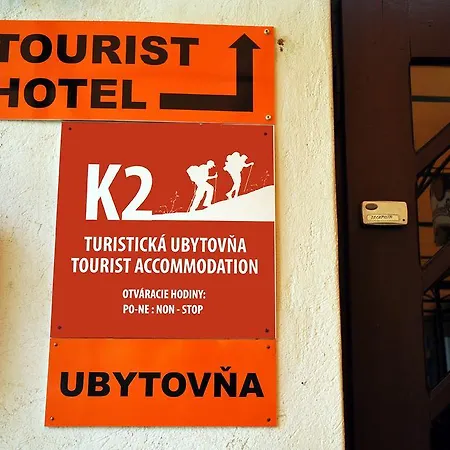 TOURIST
HOTEL
K2
TURISTICKÁ UBYTOVŇA
TOURIST ACCOMMODATION
OTVÁRACIE HODINY:
PO-NE : NON - STOP
UBYTOVŇA